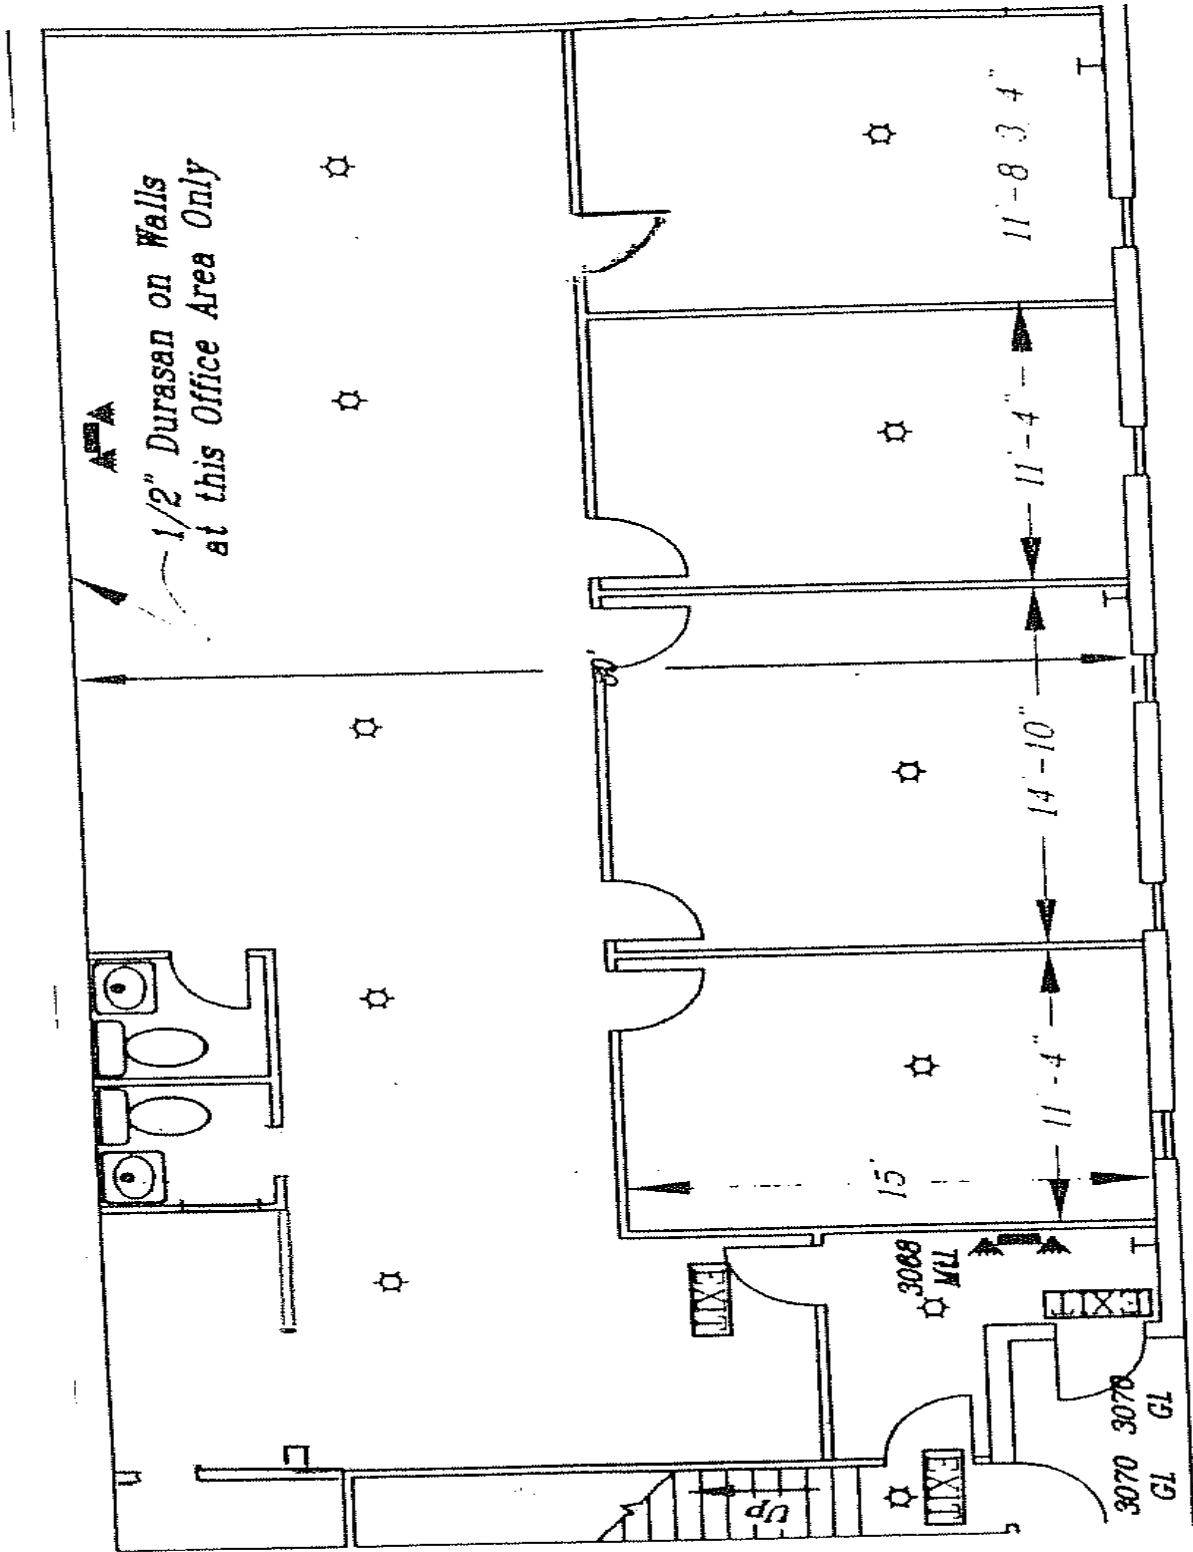 1/2" Durasan on Walls
at this Office Area Only
11'-8 3 4"
11'-4"
14'-10"
11'-4"
15'
3068
MTL
EXIT
EXIT
EXIT
Up
3070
GL
3070
GL